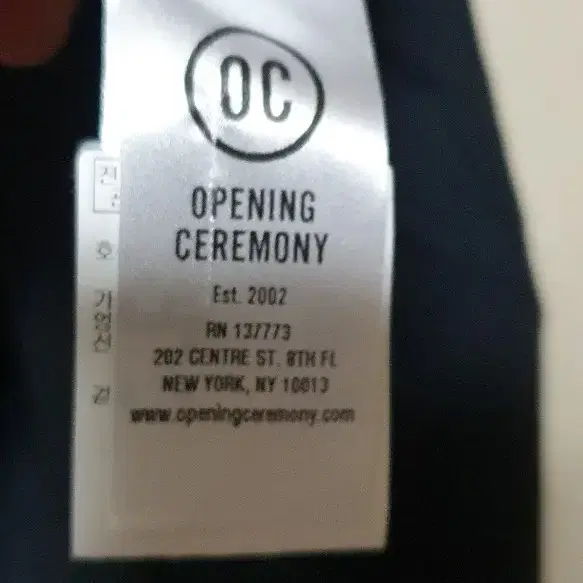 OC
OPENING
CEREMONY
Est. 2002
RN 137773
202 CENTRE ST. 8TH FL
NEW YORK, NY 10013
www.openingceremony.com